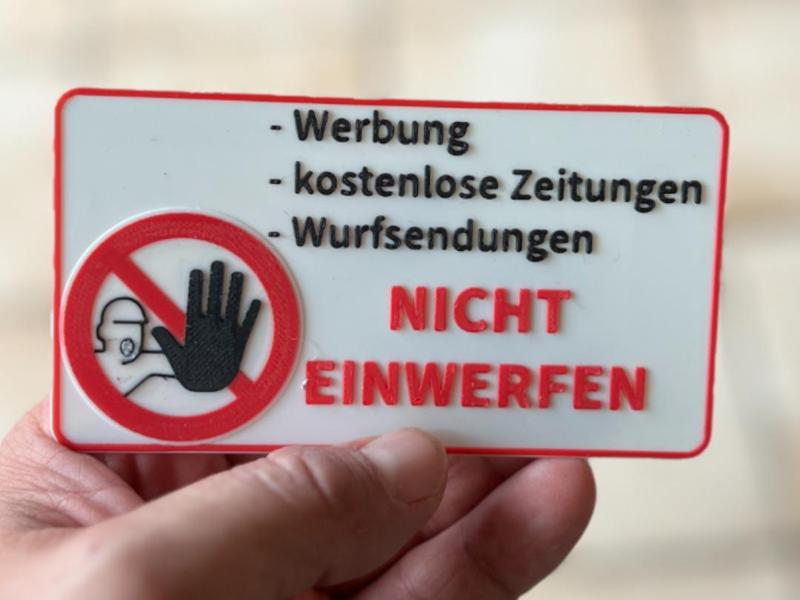 - Werbung
- kostenlose Zeitungen
- Wurfsendungen
NICHT
EINWERFEN